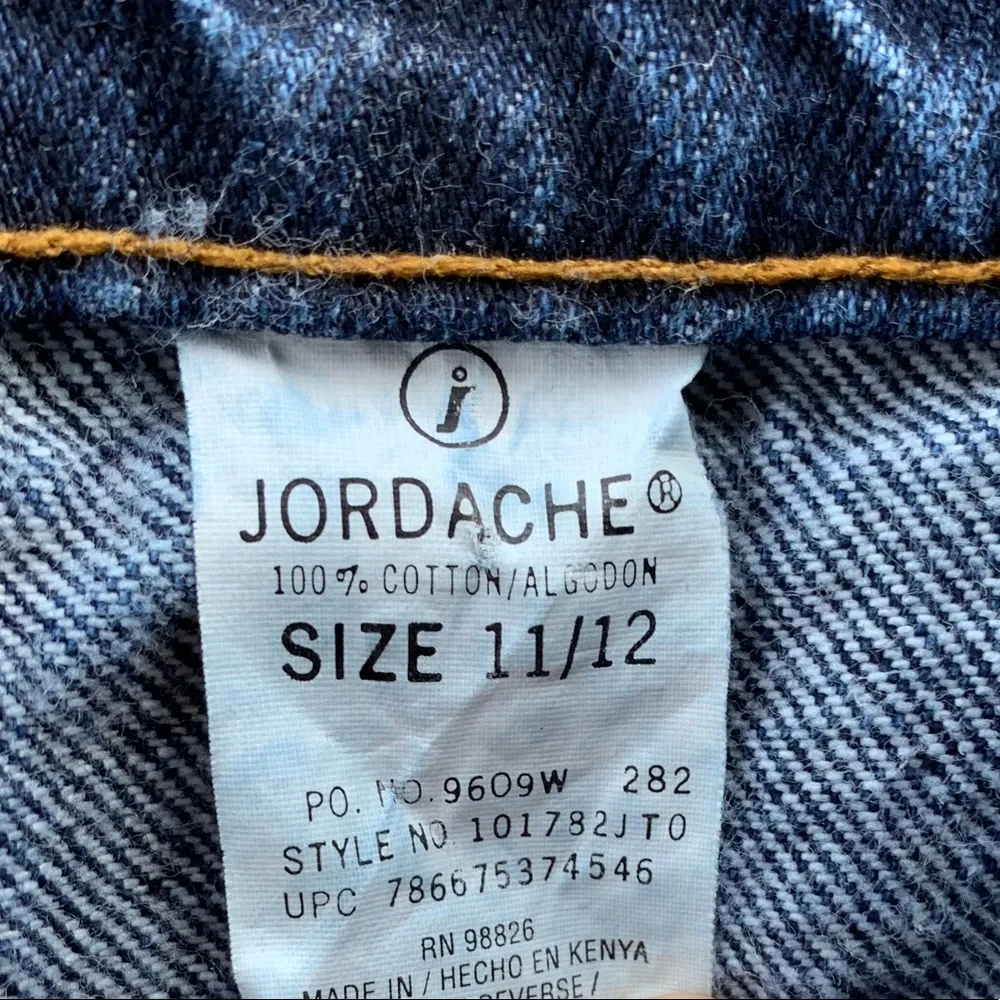 j
JORDACHE®
100% COTTON/ALGODON
SIZE 11/12
PO. NO. 9609W 282
STYLE NO. 101782JTO
UPC 786675374546
RN 98826
MADE IN / HECHO EN KENYA
REVERSE /